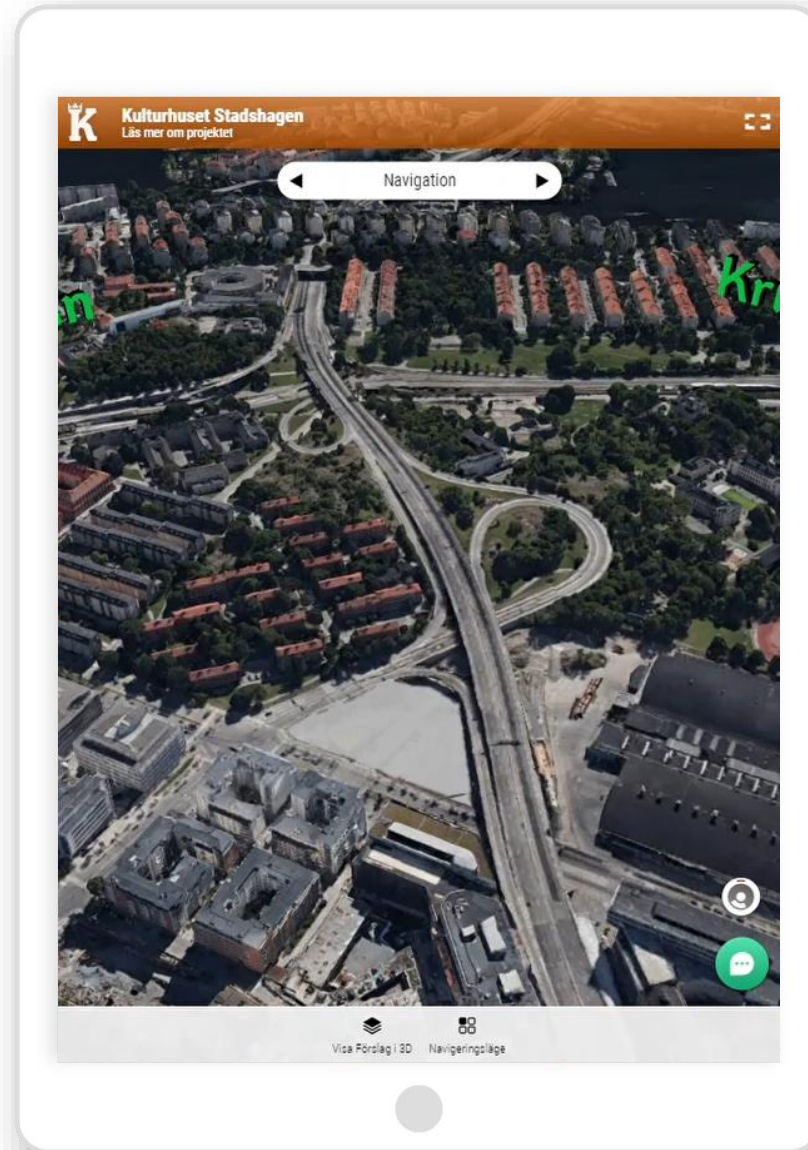 K
Kulturhuset Stadshagen
Läs mer om projektet
Navigation
Visa Förslag i 3D
Navigeringsläge